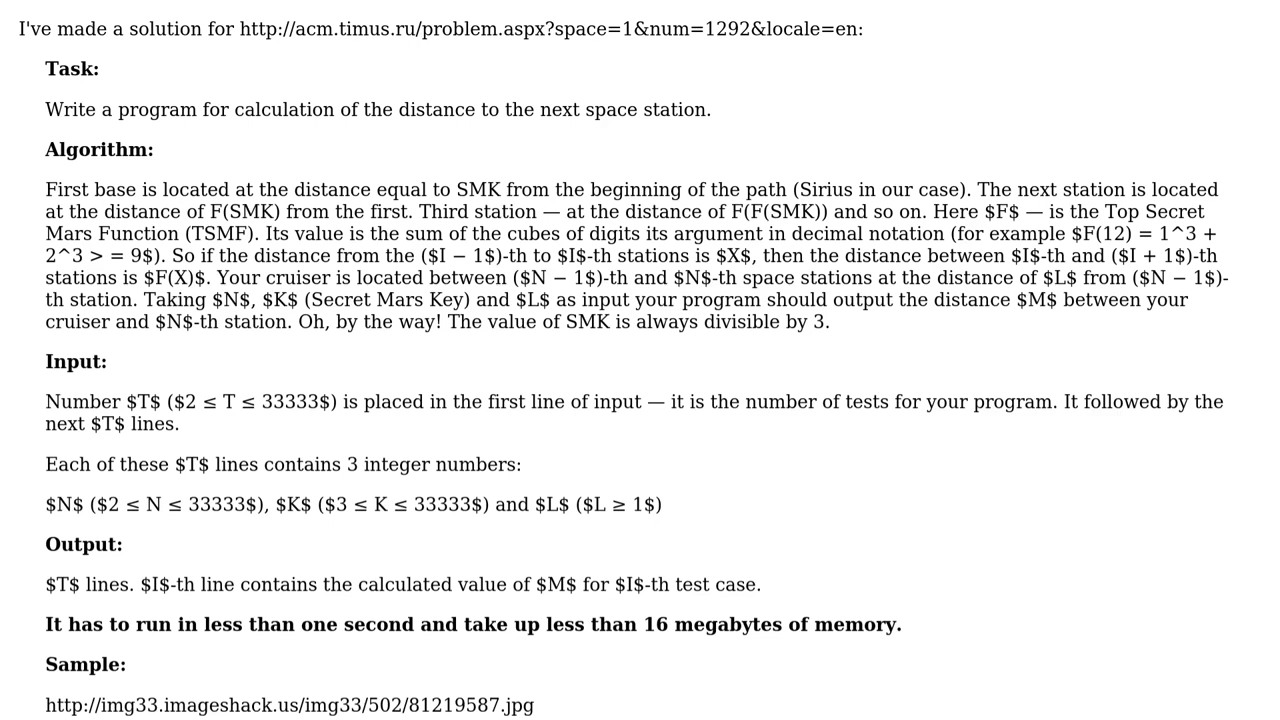 I've made a solution for http://acm.timus.ru/problem.aspx?space=1&num=1292&locale=en:
Task:
Write a program for calculation of the distance to the next space station.
Algorithm:
First base is located at the distance equal to SMK from the beginning of the path (Sirius in our case). The next station is located
at the distance of F(SMK) from the first. Third station — at the distance of F(F(SMK)) and so on. Here $F$ — is the Top Secret
Mars Function (TSMF). Its value is the sum of the cubes of digits its argument in decimal notation (for example $F(12) = 1^3 +
2^3 > = 9$). So if the distance from the ($I − 1$)-th to $I$-th stations is $X$, then the distance between $I$-th and ($I + 1$)-th
stations is $F(X)$. Your cruiser is located between ($N − 1$)-th and $N$-th space stations at the distance of $L$ from ($N − 1$)-
th station. Taking $N$, $K$ (Secret Mars Key) and $L$ as input your program should output the distance $M$ between your
cruiser and $N$-th station. Oh, by the way! The value of SMK is always divisible by 3.
Input:
Number $T$ ($2 ≤ T ≤ 33333$) is placed in the first line of input — it is the number of tests for your program. It followed by the
next $T$ lines.
Each of these $T$ lines contains 3 integer numbers:
$N$ ($2 ≤ N ≤ 33333$), $K$ ($3 ≤ K ≤ 33333$) and $L$ ($L ≥ 1$)
Output:
$T$ lines. $I$-th line contains the calculated value of $M$ for $I$-th test case.
It has to run in less than one second and take up less than 16 megabytes of memory.
Sample:
http://img33.imageshack.us/img33/502/81219587.jpg